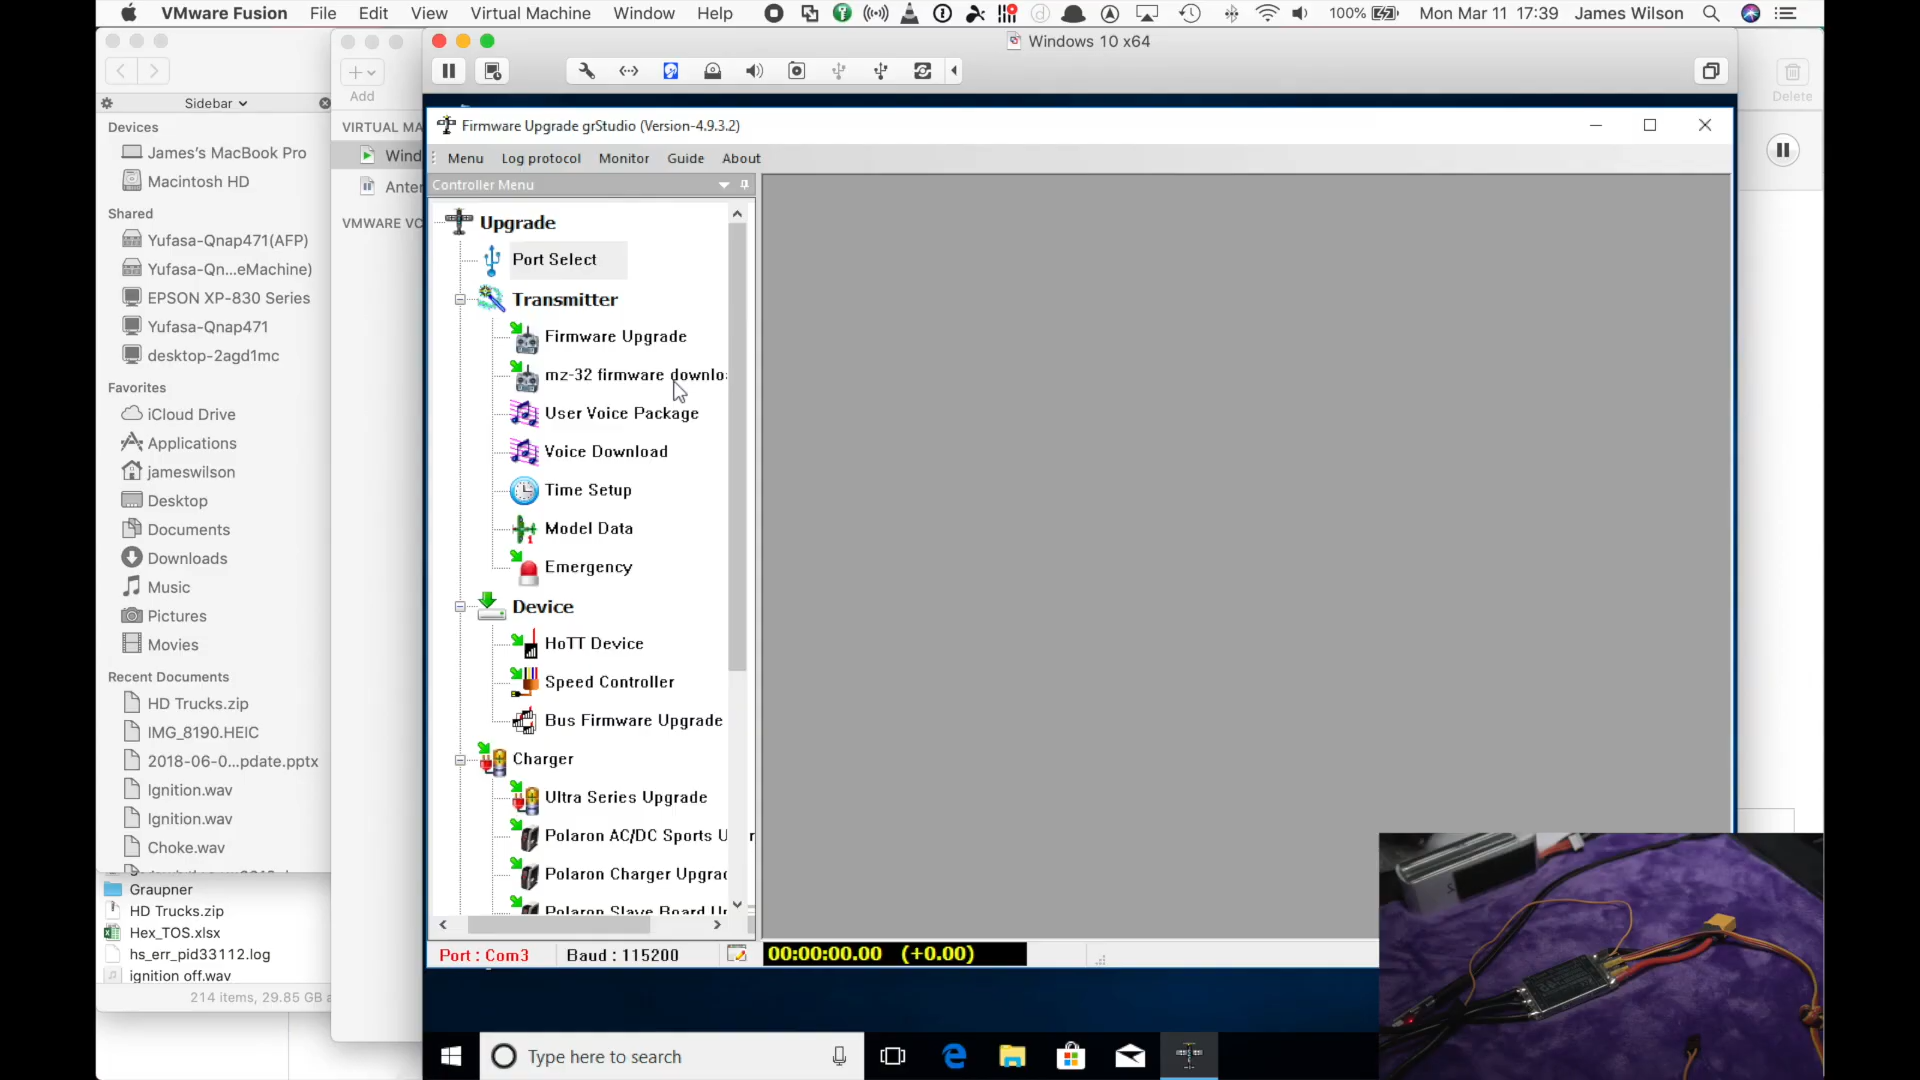 VMware Fusion File Edit View Virtual Machine Window Help
100% Mon Mar 11 17:39 James Wilson
Windows 10 x64
Sidebar
Add
Delete
Devices
James's MacBook Pro
Macintosh HD
Shared
Yufasa-Qnap471(AFP)
Yufasa-Qn...eMachine)
EPSON XP-830 Series
Yufasa-Qnap471
desktop-2agd1mc
Favorites
iCloud Drive
Applications
jameswilson
Desktop
Documents
Downloads
Music
Pictures
Movies
Recent Documents
HD Trucks.zip
IMG_8190.HEIC
2018-06-0...pdate.pptx
Ignition.wav
Ignition.wav
Choke.wav
Graupner
HD Trucks.zip
Hex_TOS.xlsx
hs_err_pid33112.log
ignition off.wav
214 items, 29.85 GB a
VIRTUAL MA
Wind
Anter
VMWARE VC
Firmware Upgrade grStudio (Version-4.9.3.2)
Menu Log protocol Monitor Guide About
Controller Menu
Upgrade
Port Select
Transmitter
Firmware Upgrade
mz-32 firmware downlo
User Voice Package
Voice Download
Time Setup
Model Data
Emergency
Device
HoTT Device
Speed Controller
Bus Firmware Upgrade
Charger
Ultra Series Upgrade
Polaron AC/DC Sports U
Polaron Charger Upgrad
Polaron Slave Board Up
Port : Com3 Baud : 115200 00:00:00.00 (+0.00)
Type here to search